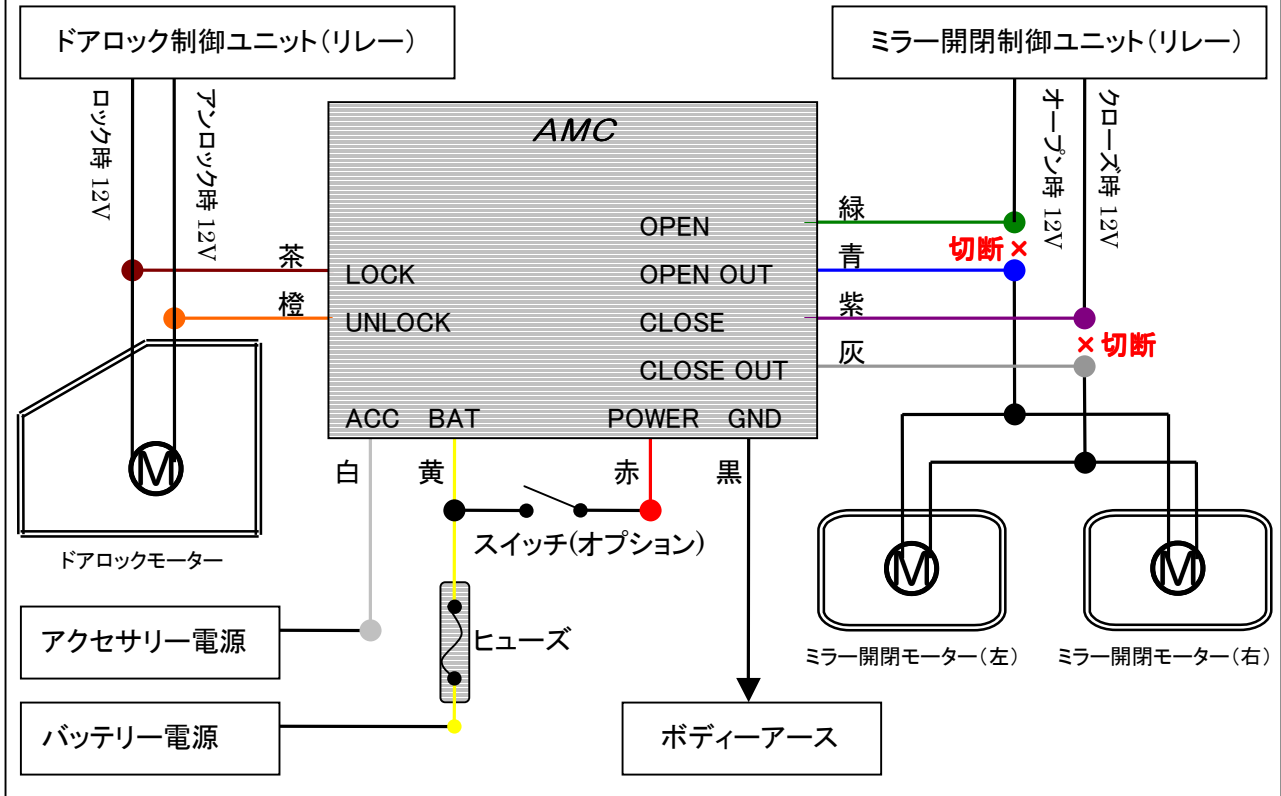 ドアロック制御ユニット(リレー)
ミラー開閉制御ユニット(リレー)
ロック時 12V
アンロック時 12V
オープン時 12V
クローズ時 12V
AMC
OPEN
緑
切断 ×
茶
LOCK
OPEN OUT
青
橙
UNLOCK
CLOSE
紫
× 切断
CLOSE OUT
灰
ACC
BAT
POWER
GND
白
黄
赤
黒
M
スイッチ(オプション)
ドアロックモーター
M
M
アクセサリー電源
ヒューズ
ミラー開閉モーター(左)
ミラー開閉モーター(右)
バッテリー電源
ボディーアース